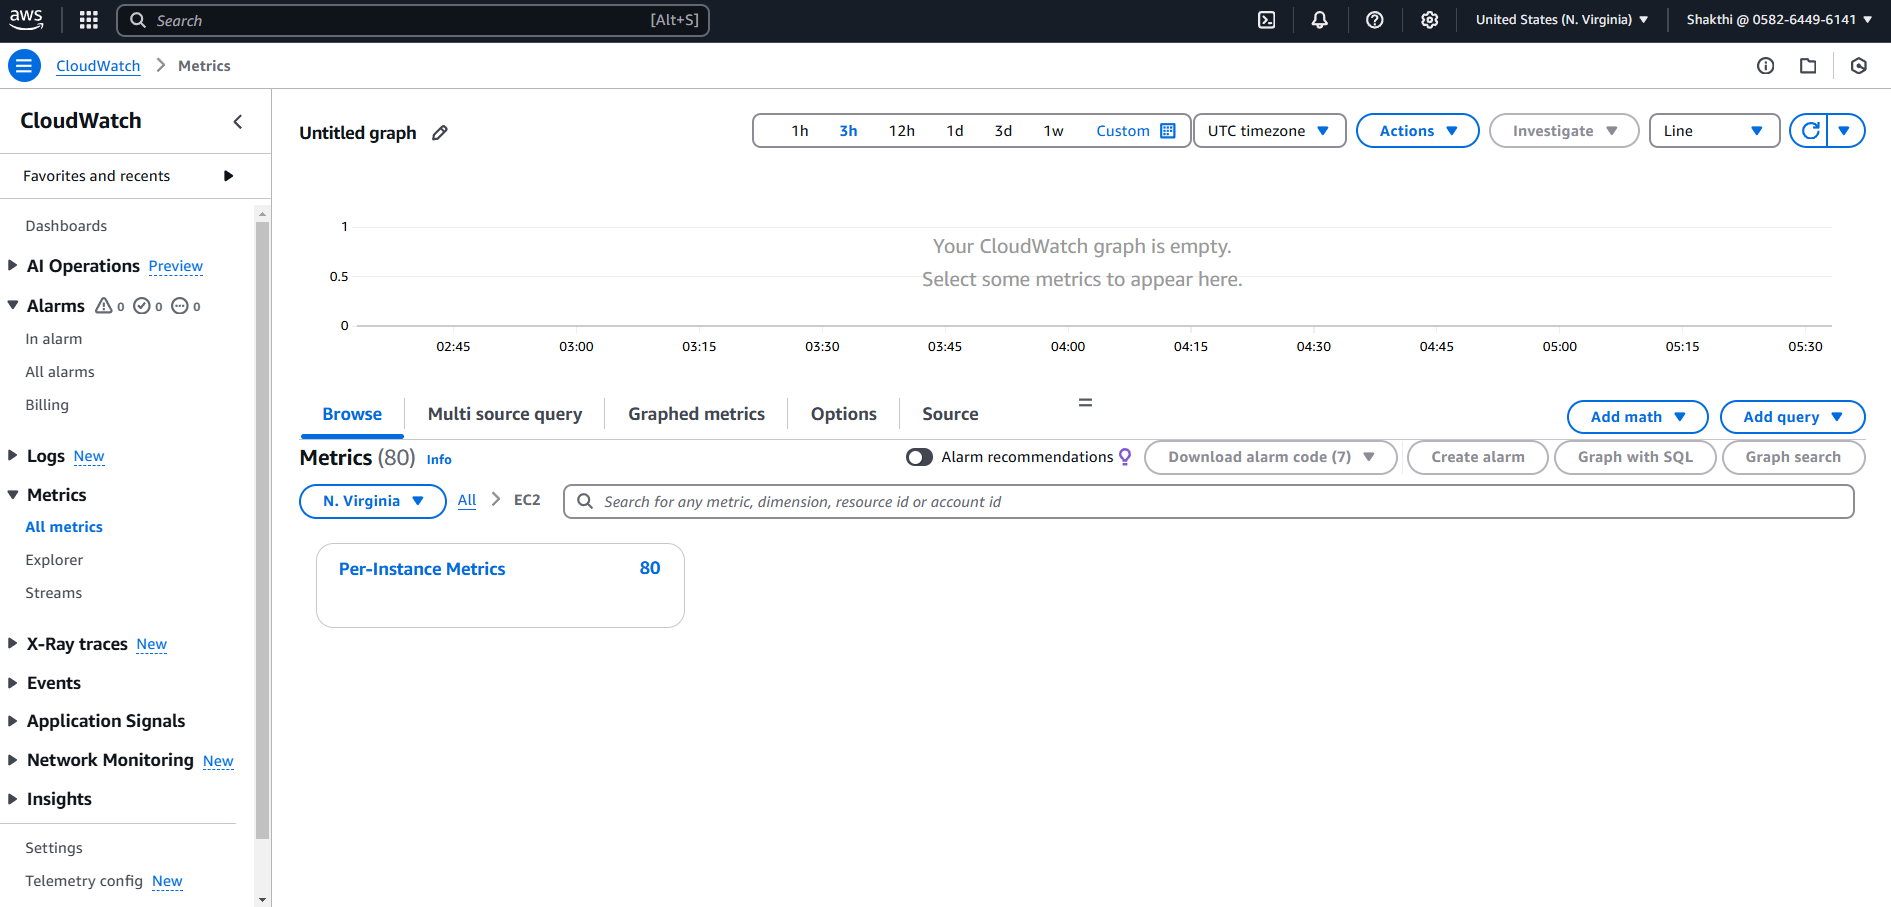 aws
Search [Alt+S]
United States (N. Virginia)
Shakthi @ 0582-6449-6141
CloudWatch > Metrics
CloudWatch
Favorites and recents
Dashboards
AI Operations Preview
Alarms 0 0 0
In alarm
All alarms
Billing
Logs New
Metrics
All metrics
Explorer
Streams
X-Ray traces New
Events
Application Signals
Network Monitoring New
Insights
Settings
Telemetry config New
Untitled graph
1h 3h 12h 1d 3d 1w Custom
UTC timezone
Actions
Investigate
Line
1
Your CloudWatch graph is empty.
0.5
Select some metrics to appear here.
0
02:45 03:00 03:15 03:30 03:45 04:00 04:15 04:30 04:45 05:00 05:15 05:30
Browse Multi source query Graphed metrics Options Source
Add math Add query
Metrics (80) Info
Alarm recommendations
Download alarm code (7)
Create alarm
Graph with SQL
Graph search
N. Virginia
All > EC2
Search for any metric, dimension, resource id or account id
Per-Instance Metrics 80